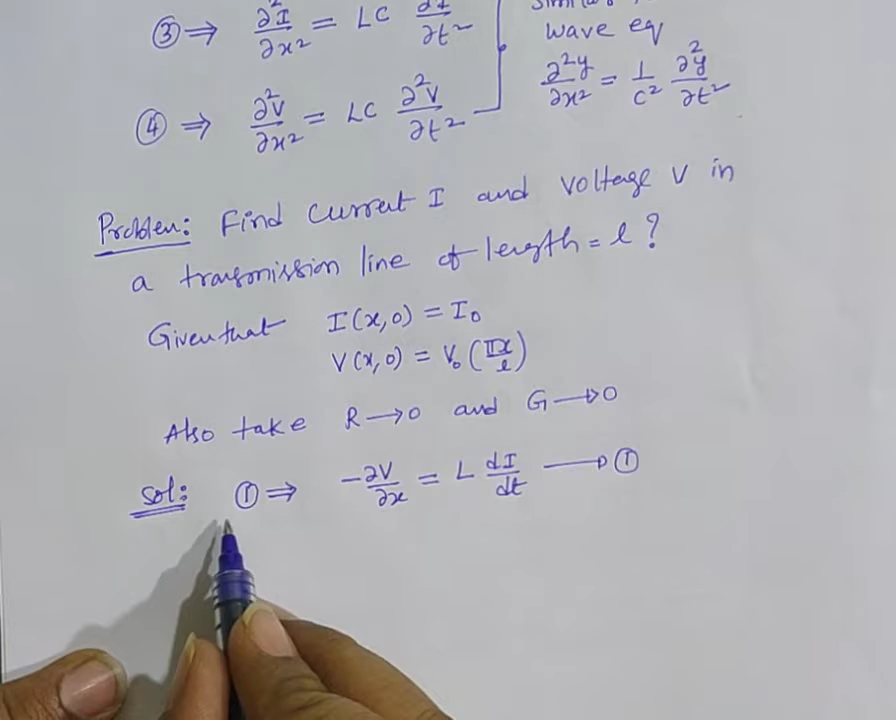 ③ ⇒ ∂²I/∂x² = LC ∂²I/∂t²
wave eq
∂²y/∂x² = 1/c² ∂²y/∂t²
④ ⇒ ∂²V/∂x² = LC ∂²V/∂t²
Problem: Find current I and voltage V in
a transmission line of length = l ?
Given that I(x,0) = I₀
V(x,0) = V₀ (πx/l)
Also take R → 0 and G → 0
Sol: ① ⇒ -∂V/∂x = L dI/dt → ①